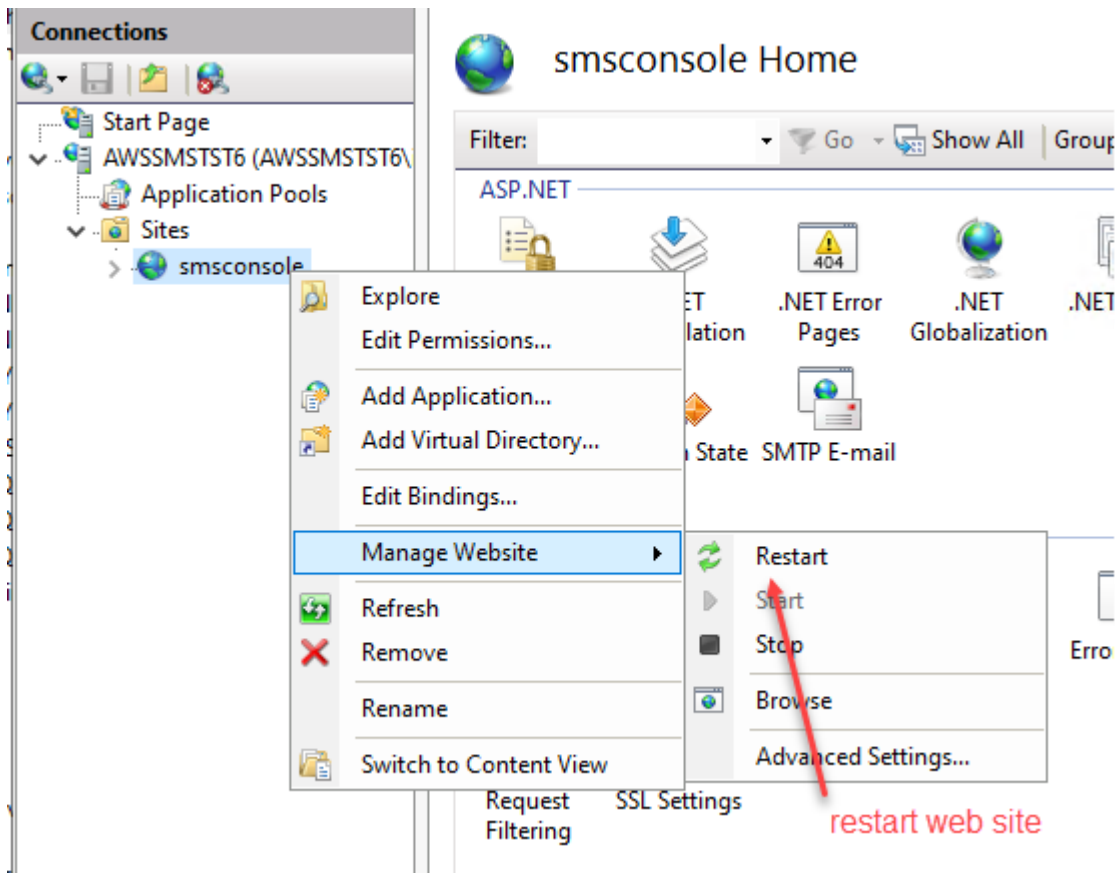 Connections
Start Page
AWSSMSTST6 (AWSSMSTST6\
Application Pools
Sites
smsconsole
smsconsole Home
Filter:
Go
Show All
Group
ASP.NET
404
.NET Error
Pages
.NET
Globalization
.NET
ET
lation
State
SMTP E-mail
Explore
Edit Permissions...
Add Application...
Add Virtual Directory...
Edit Bindings...
Manage Website
Refresh
Remove
Rename
Switch to Content View
Restart
Start
Stop
Browse
Advanced Settings...
Erro
Request
Filtering
SSL Settings
restart web site